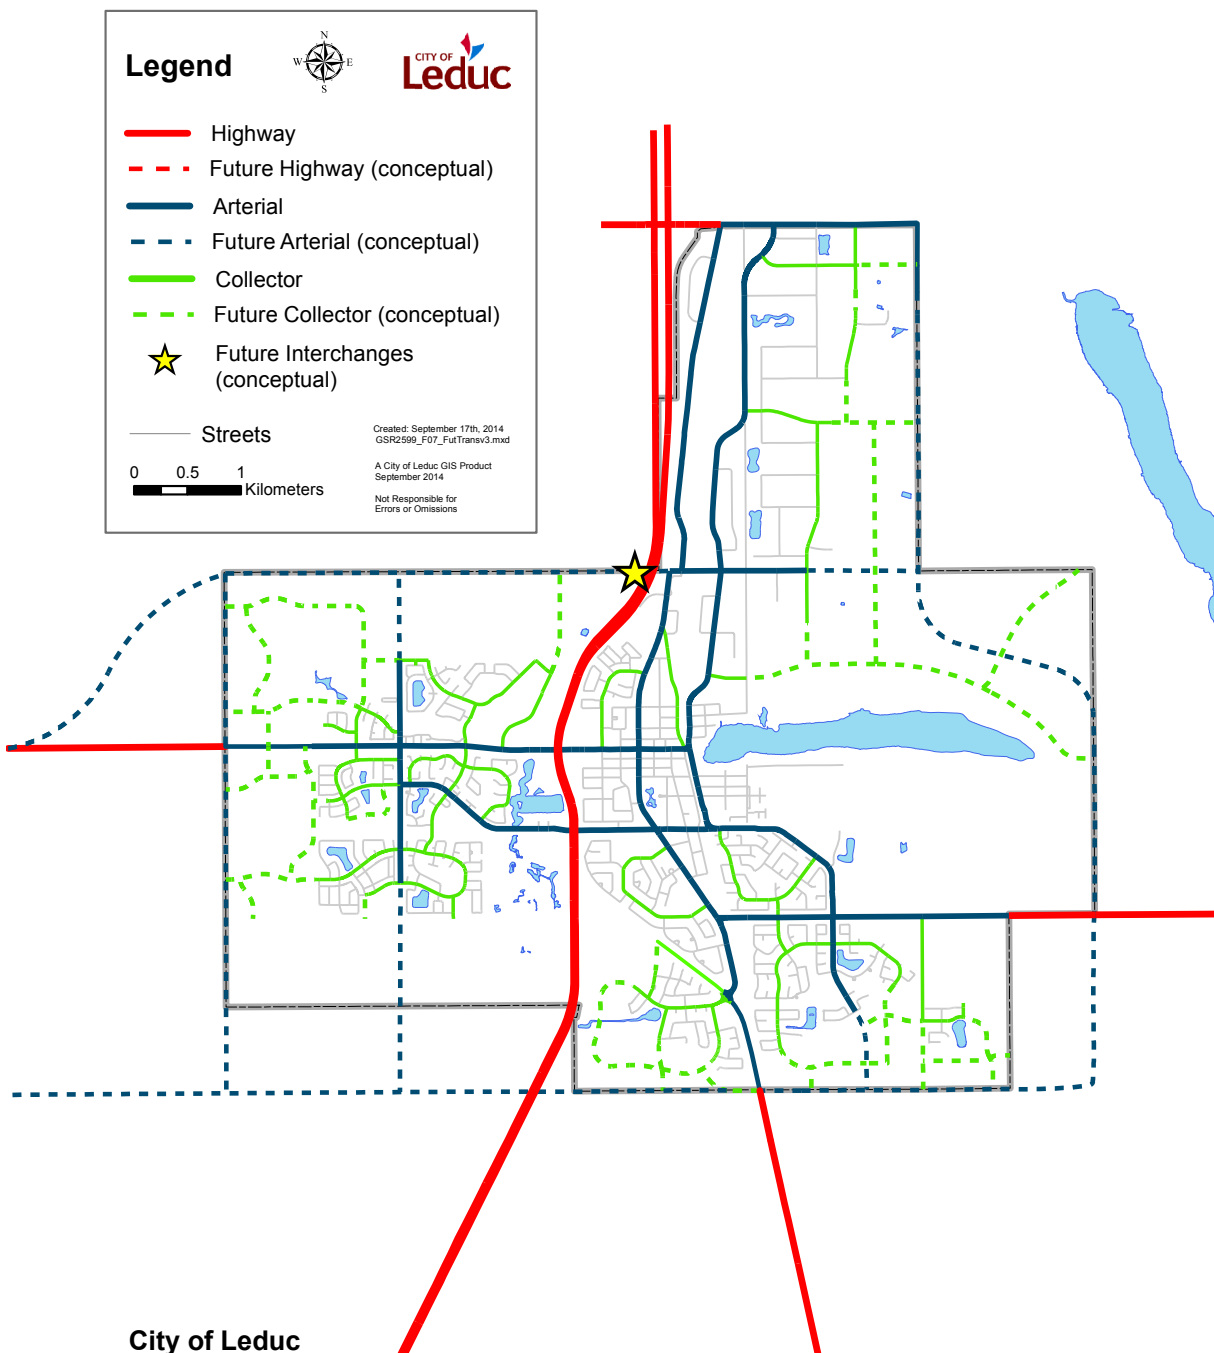 Legend
N
W E
S
CITY OF
Leduc
Highway
Future Highway (conceptual)
Arterial
Future Arterial (conceptual)
Collector
Future Collector (conceptual)
Future Interchanges
(conceptual)
Streets
0 0.5 1
Kilometers
Created: September 17th, 2014
GSR2599_F07_FutTransv3.mxd
A City of Leduc GIS Product
September 2014
Not Responsible for
Errors or Omissions
City of Leduc